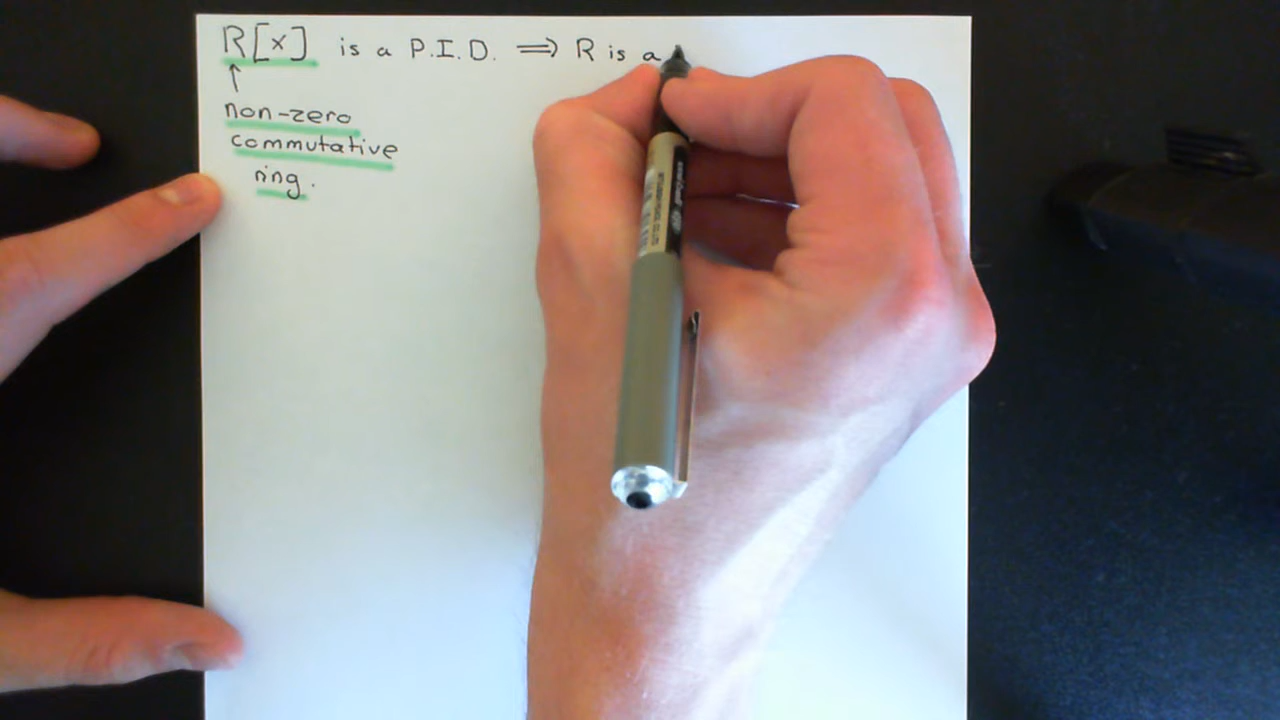 R[x] is a P.I.D. ⟹ R is a
↑
non-zero
commutative
ring.